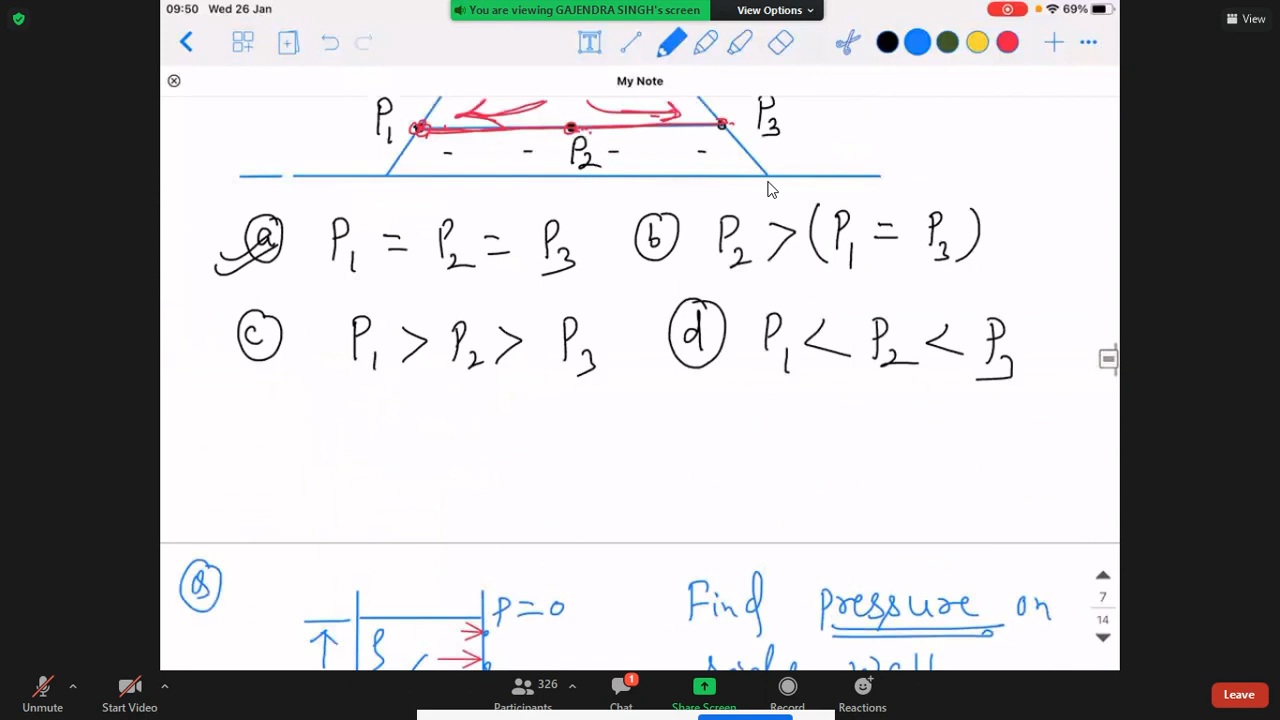 09:50 Wed 26 Jan
You are viewing GAJENDRA SINGH's screen
View Options
69%
View
My Note
P1
P3
P2
a P1 = P2 = P3
b P2 > (P1 = P3)
c P1 > P2 > P3
d P1 < P2 < P3
Q
P=0
Find pressure on
wall
7
14
Unmute
Start Video
326
Participants
1
Chat
Share Screen
Record
Reactions
Leave